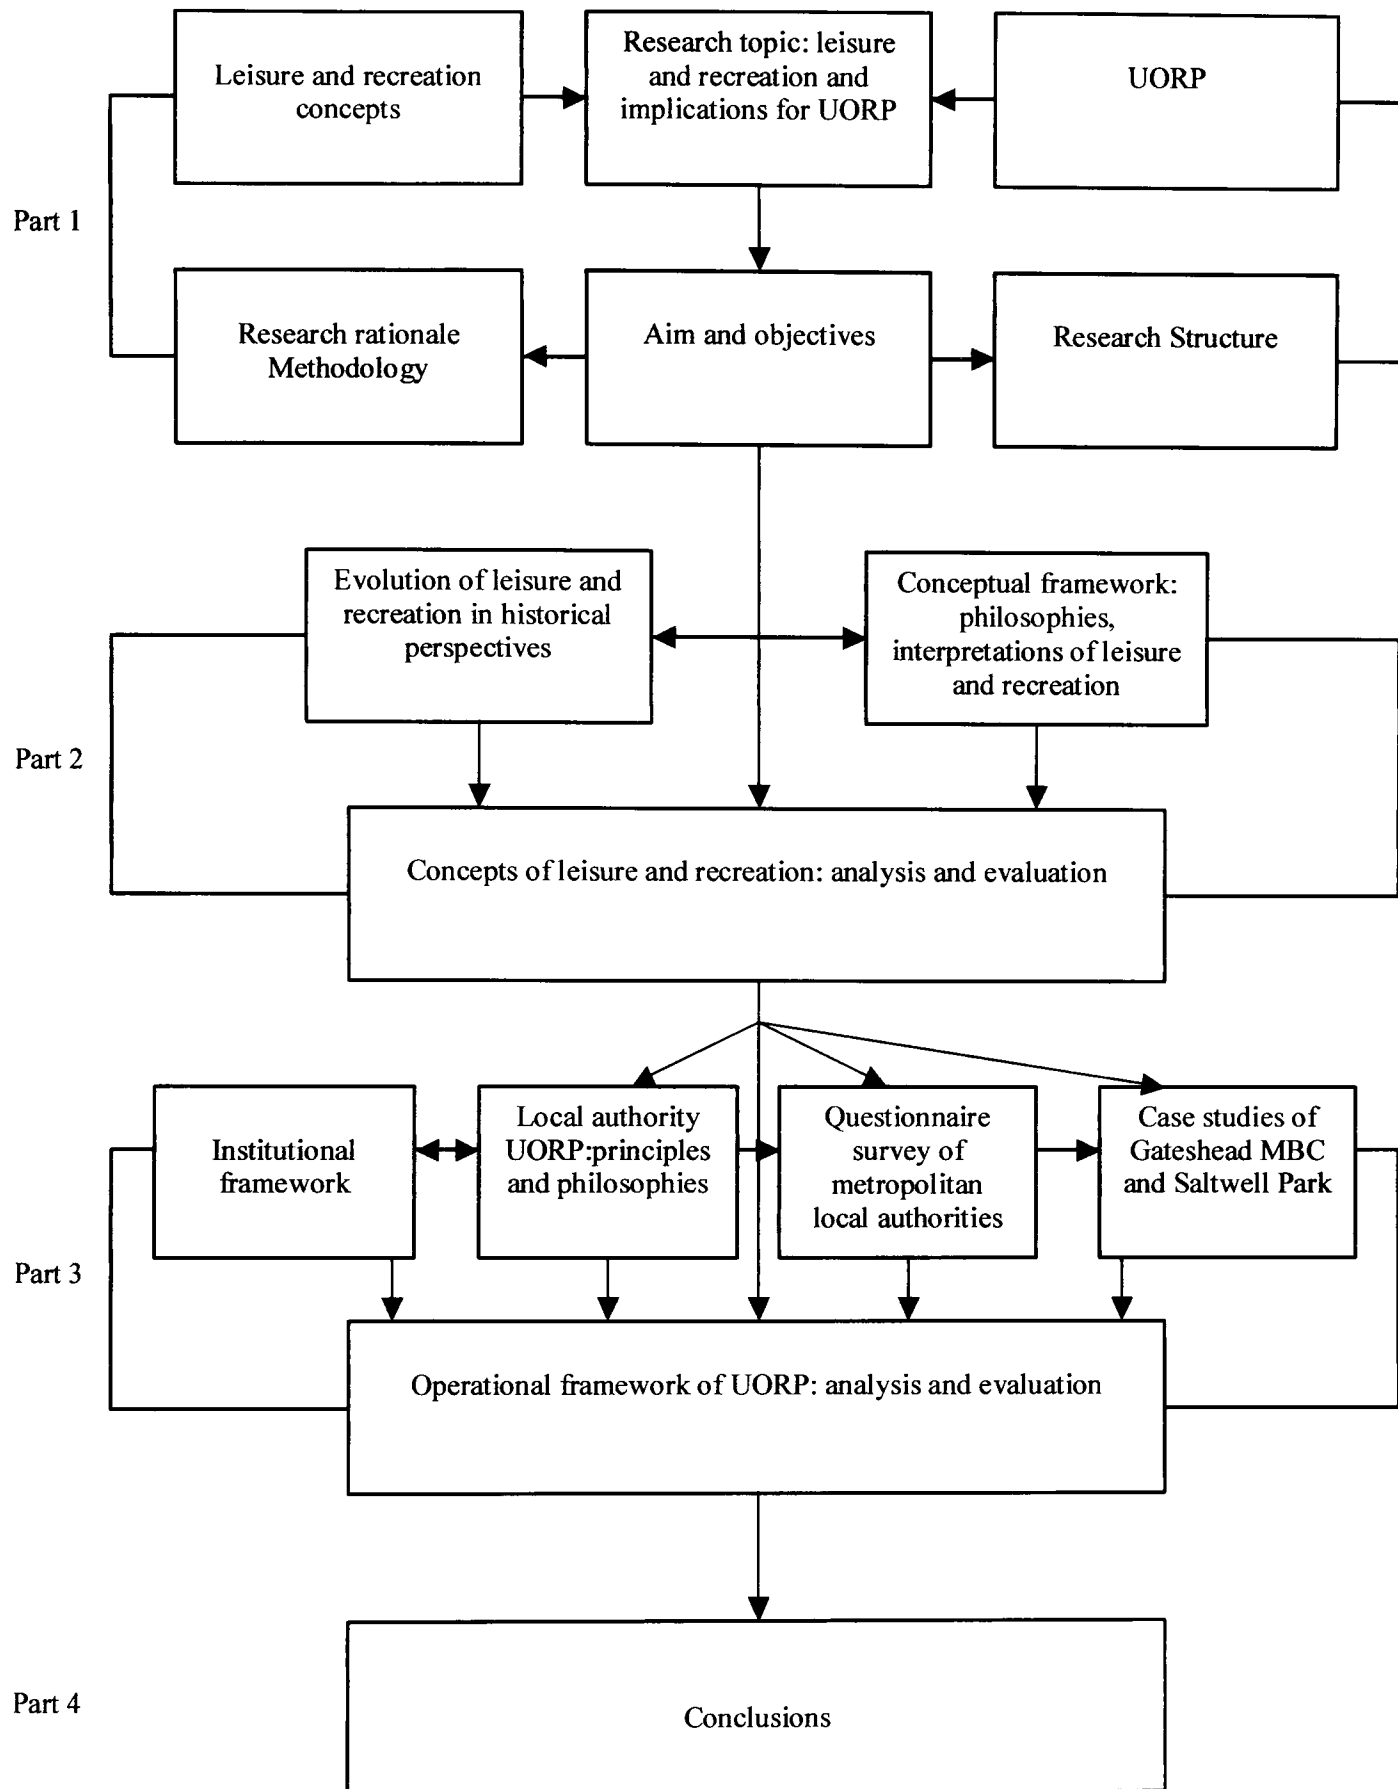 Leisure and recreation
concepts
Research topic: leisure
and recreation and
implications for UORP
UORP
Part 1
Research rationale
Methodology
Aim and objectives
Research Structure
Evolution of leisure and
recreation in historical
perspectives
Conceptual framework:
philosophies,
interpretations of leisure
and recreation
Part 2
Concepts of leisure and recreation: analysis and evaluation
Institutional
framework
Local authority
UORP:principles
and philosophies
Questionnaire
survey of
metropolitan
local authorities
Case studies of
Gateshead MBC
and Saltwell Park
Part 3
Operational framework of UORP: analysis and evaluation
Part 4
Conclusions